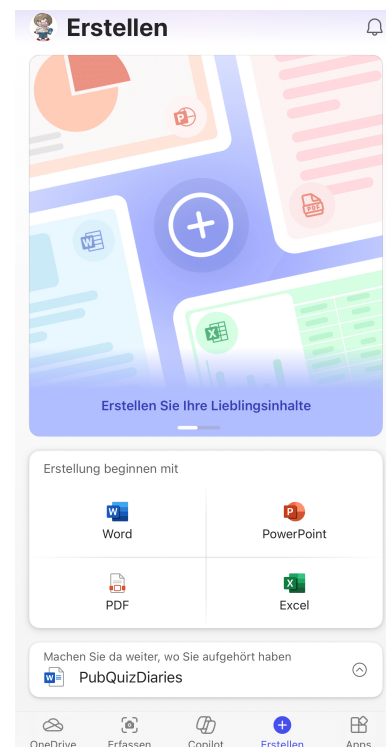 Erstellen
Erstellen Sie Ihre Lieblingsinhalte
Erstellung beginnen mit
Word
PowerPoint
PDF
Excel
Machen Sie da weiter, wo Sie aufgehört haben
PubQuizDiaries
OneDrive Erfassen Copilot Erstellen Apps